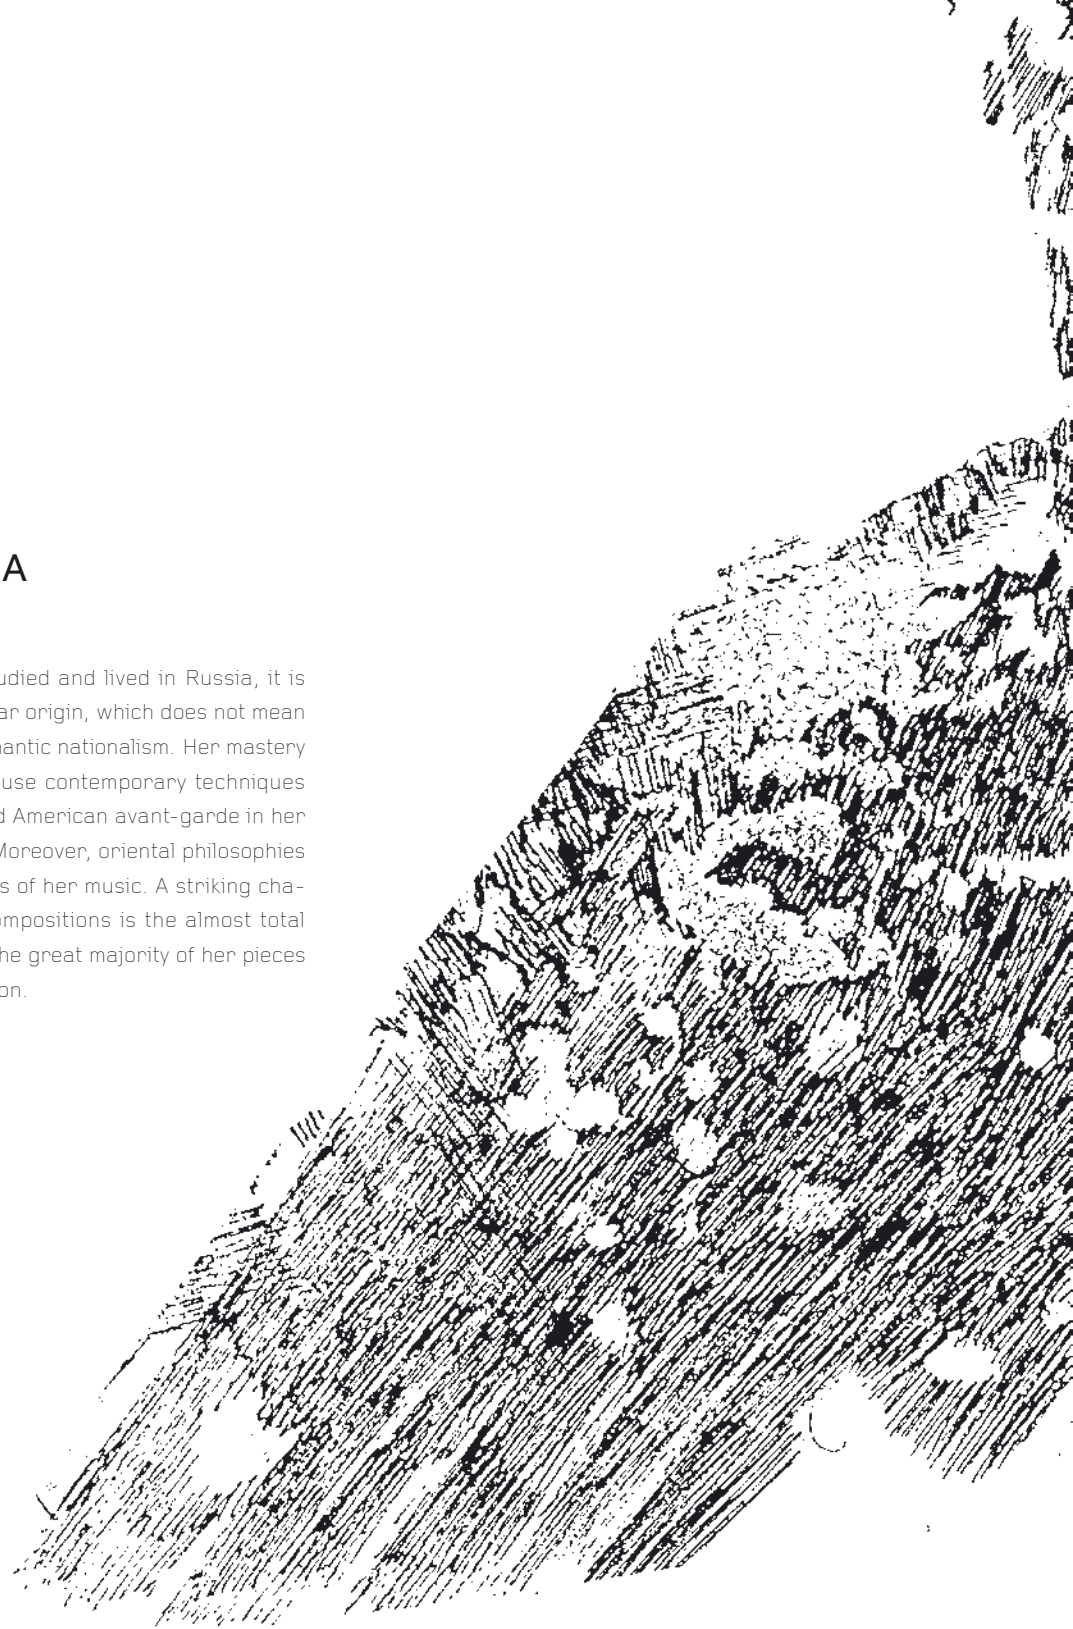 A
udied and lived in Russia, it is
ar origin, which does not mean
nantic nationalism. Her mastery
use contemporary techniques
d American avant-garde in her
Moreover, oriental philosophies
s of her music. A striking cha-
ompositions is the almost total
he great majority of her pieces
on.